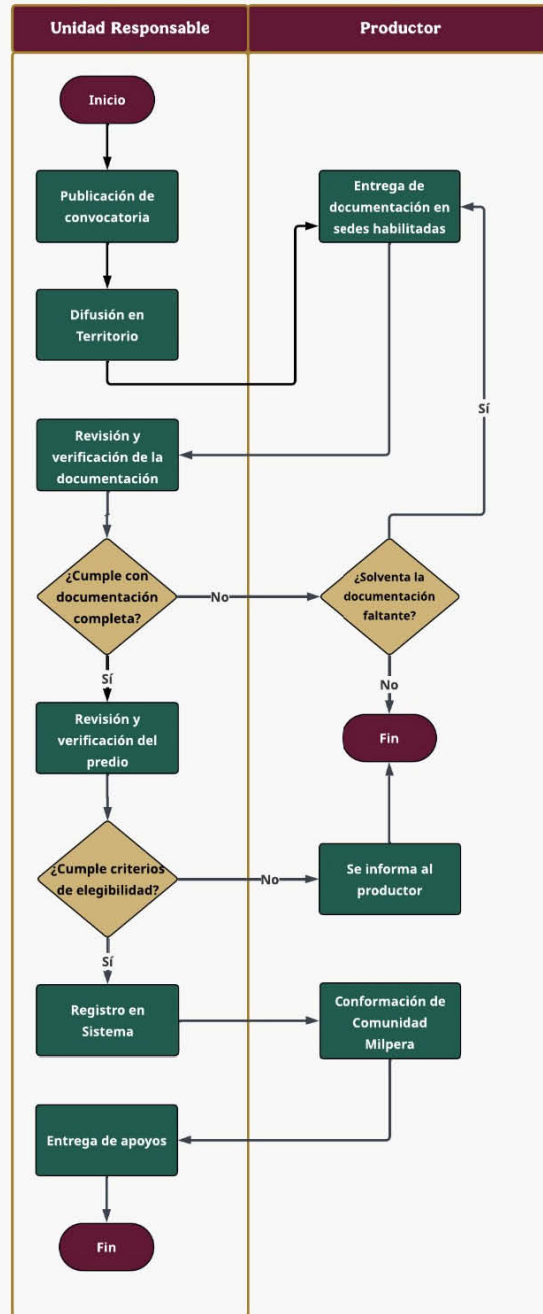 Unidad Responsable
Productor
Inicio
Publicación de
convocatoria
Entrega de
documentación en
sedes habilitadas
Difusión en
Territorio
Sí
Revisión y
verificación de la
documentación
¿Cumple con
documentación
completa?
No
¿Solventa la
documentación
faltante?
Sí
No
Revisión y
verificación del
predio
Fin
¿Cumple criterios
de elegibilidad?
No
Se informa al
productor
Sí
Registro en
Sistema
Conformación de
Comunidad
Milpera
Entrega de apoyos
Fin